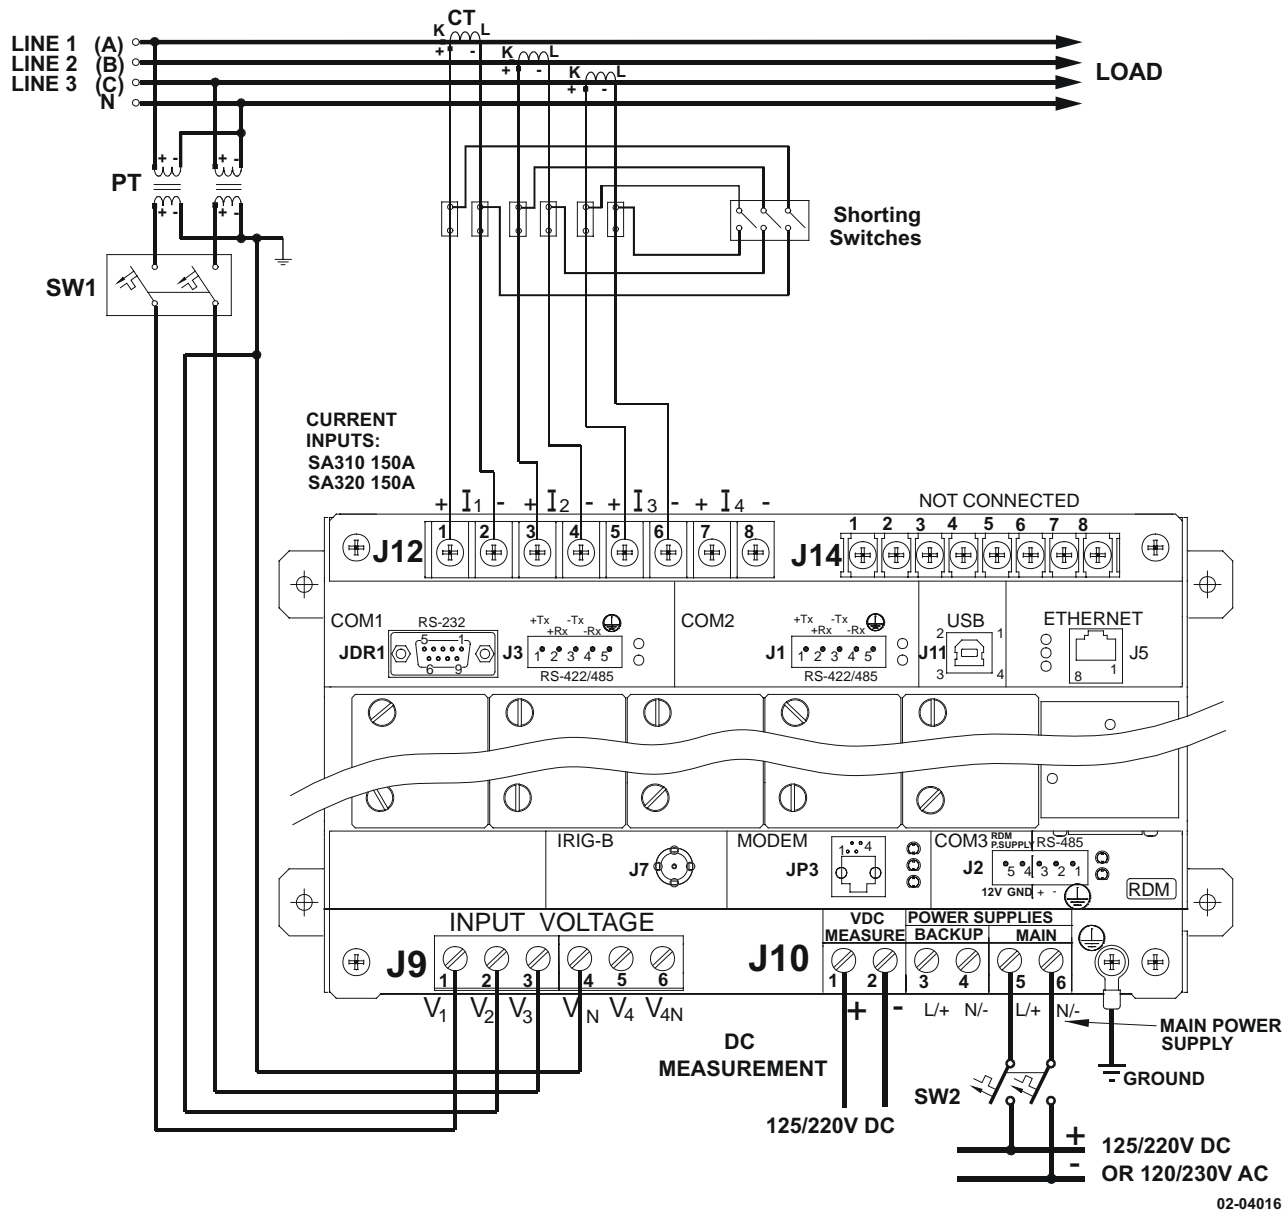 CT
K L
+ -
LINE 1 (A)
LINE 2 (B)
LINE 3 (C)
N
K L
+ -
K L
+ -
LOAD
+ - + -
PT
+ - + -
Shorting
Switches
SW1
CURRENT
INPUTS:
SA310 150A
SA320 150A
+ I1 - + I2 - + I3 - + I4 -
NOT CONNECTED
J12 1 2 3 4 5 6 7 8
J14 1 2 3 4 5 6 7 8
COM1 RS-232
JDR1 5 1 6 9
+Tx -Tx
+Rx -Rx
J3 1 2 3 4 5
RS-422/485
COM2
+Tx -Tx
+Rx -Rx
J1 1 2 3 4 5
RS-422/485
USB
2 1
J11
3 4
ETHERNET
J5
8 1
IRIG-B
J7
MODEM
1 4
JP3
COM3 RDM P.SUPPLY RS-485
J2 5 4 3 2 1
12V GND + -
RDM
INPUT VOLTAGE
J9 1 2 3 4 5 6
V1 V2 V3 VN V4 V4N
VDC
MEASURE
POWER SUPPLIES
BACKUP MAIN
J10 1 2 3 4 5 6
+ - L/+ N/- L/+ N/-
MAIN POWER
SUPPLY
DC
MEASUREMENT
GROUND
SW2
125/220V DC
+ 125/220V DC
- OR 120/230V AC
02-04016